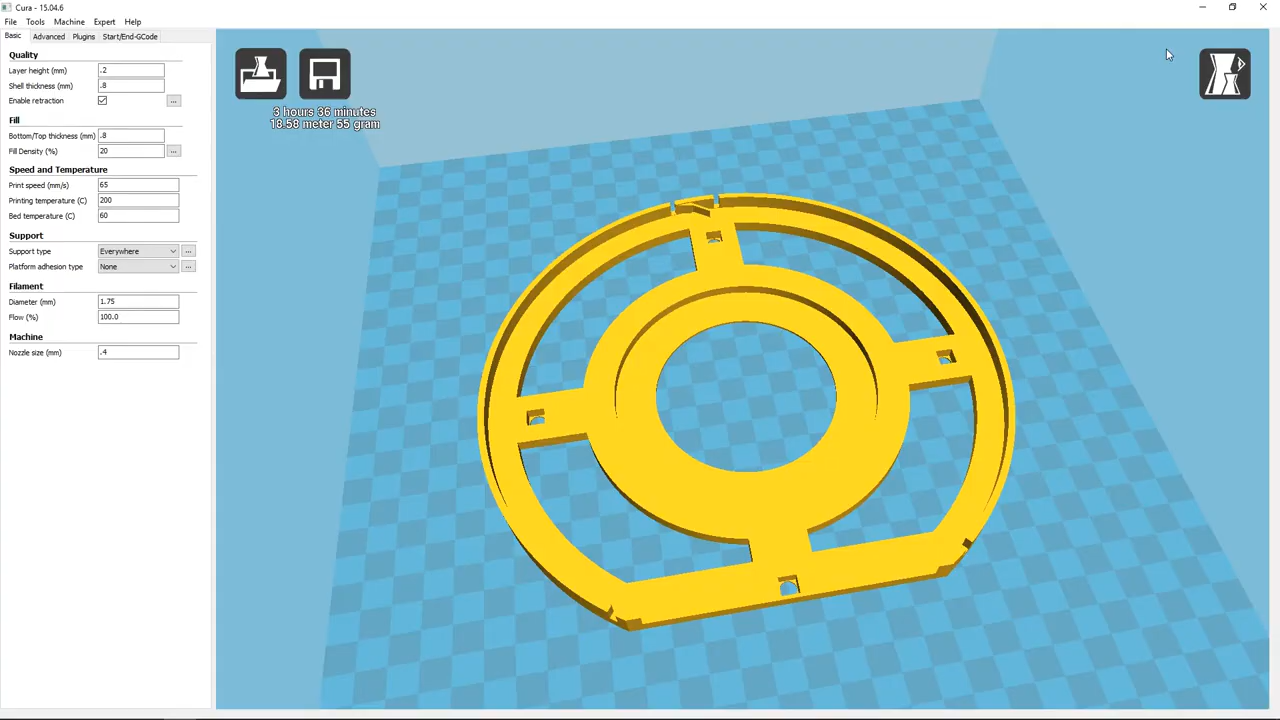 Cura - 15.04.6
File Tools Machine Expert Help
Basic Advanced Plugins Start/End-GCode
Quality
Layer height (mm) .2
Shell thickness (mm) .8
Enable retraction ...
Fill
Bottom/Top thickness (mm) .8
Fill Density (%) 20 ...
Speed and Temperature
Print speed (mm/s) 65
Printing temperature (C) 200
Bed temperature (C) 60
Support
Support type Everywhere ...
Platform adhesion type None ...
Filament
Diameter (mm) 1.75
Flow (%) 100.0
Machine
Nozzle size (mm) .4
3 hours 36 minutes
18.58 meter 55 gram